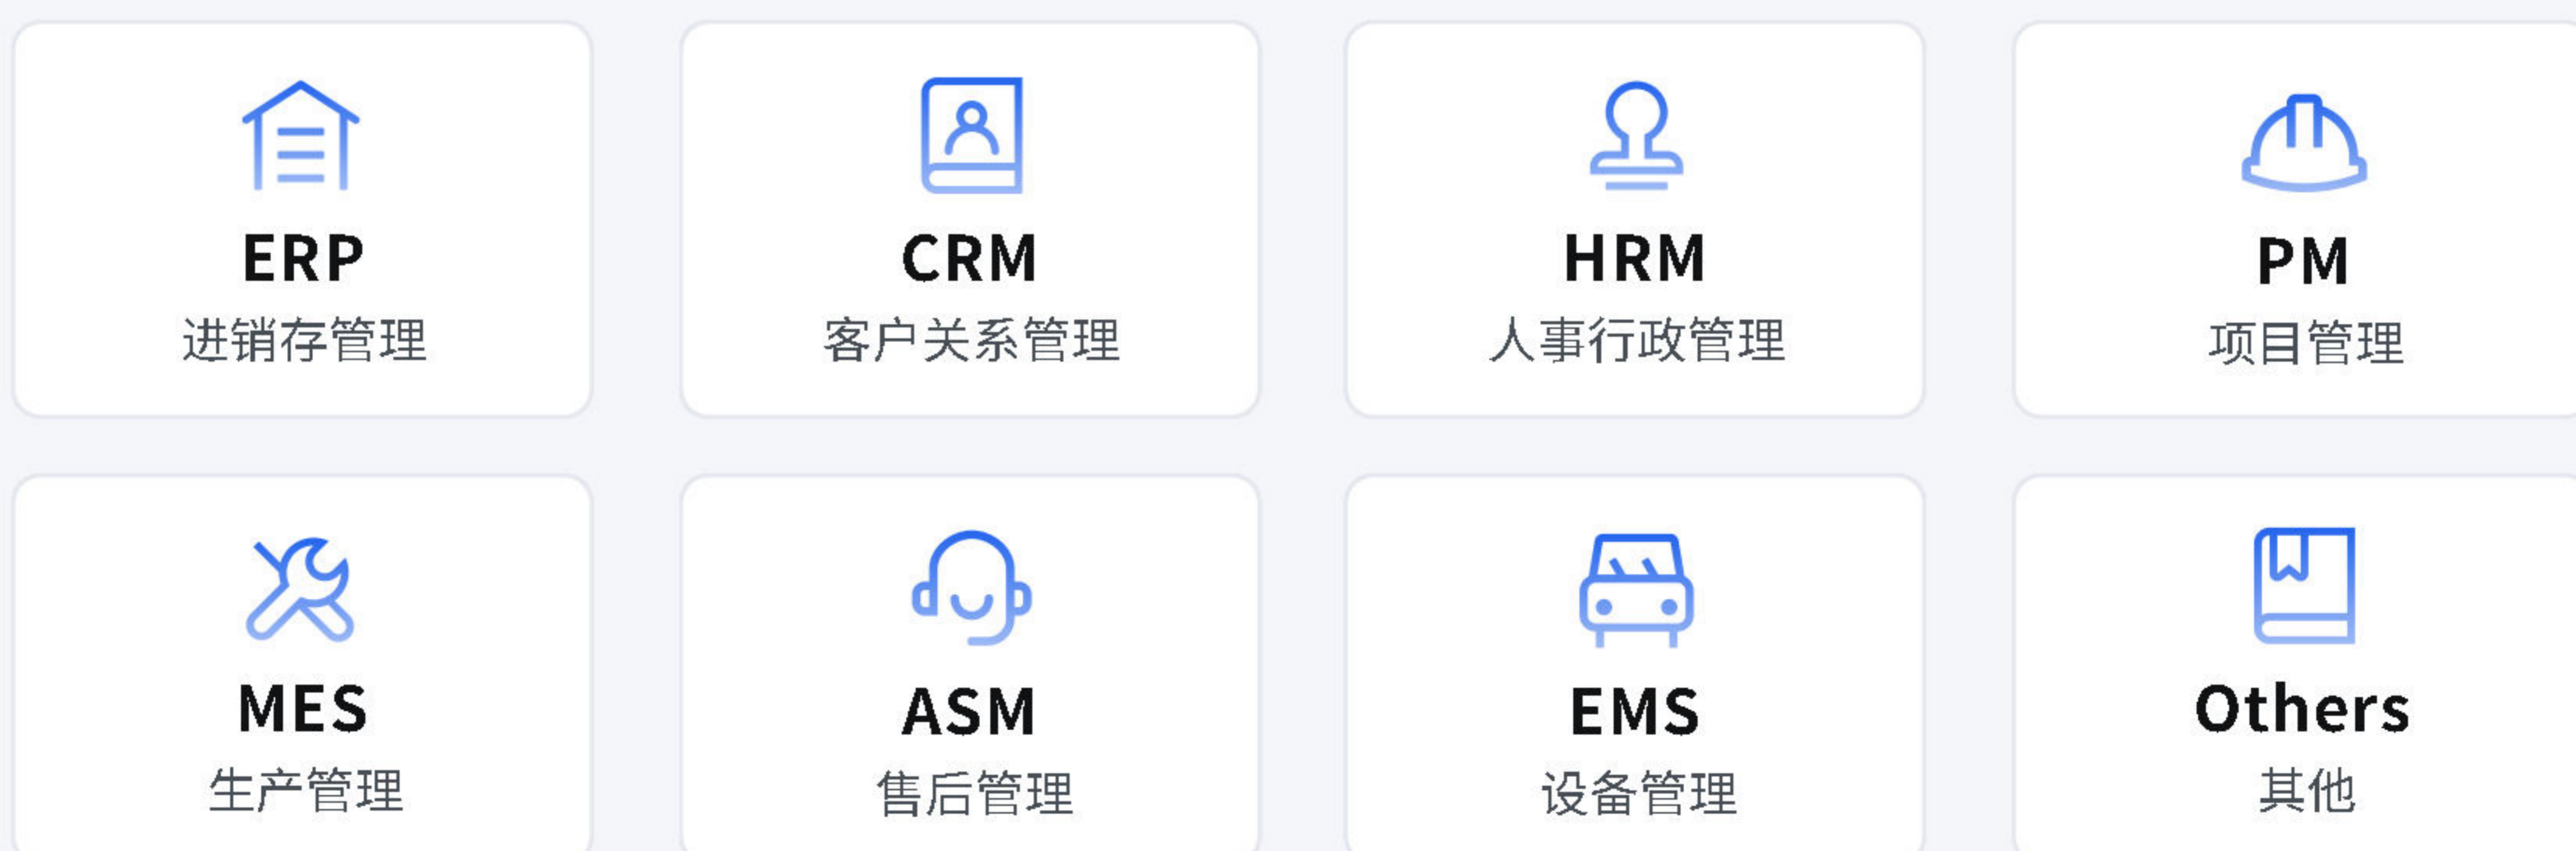 ERP
进销存管理
CRM
客户关系管理
HRM
人事行政管理
PM
项目管理
MES
生产管理
ASM
售后管理
EMS
设备管理
Others
其他